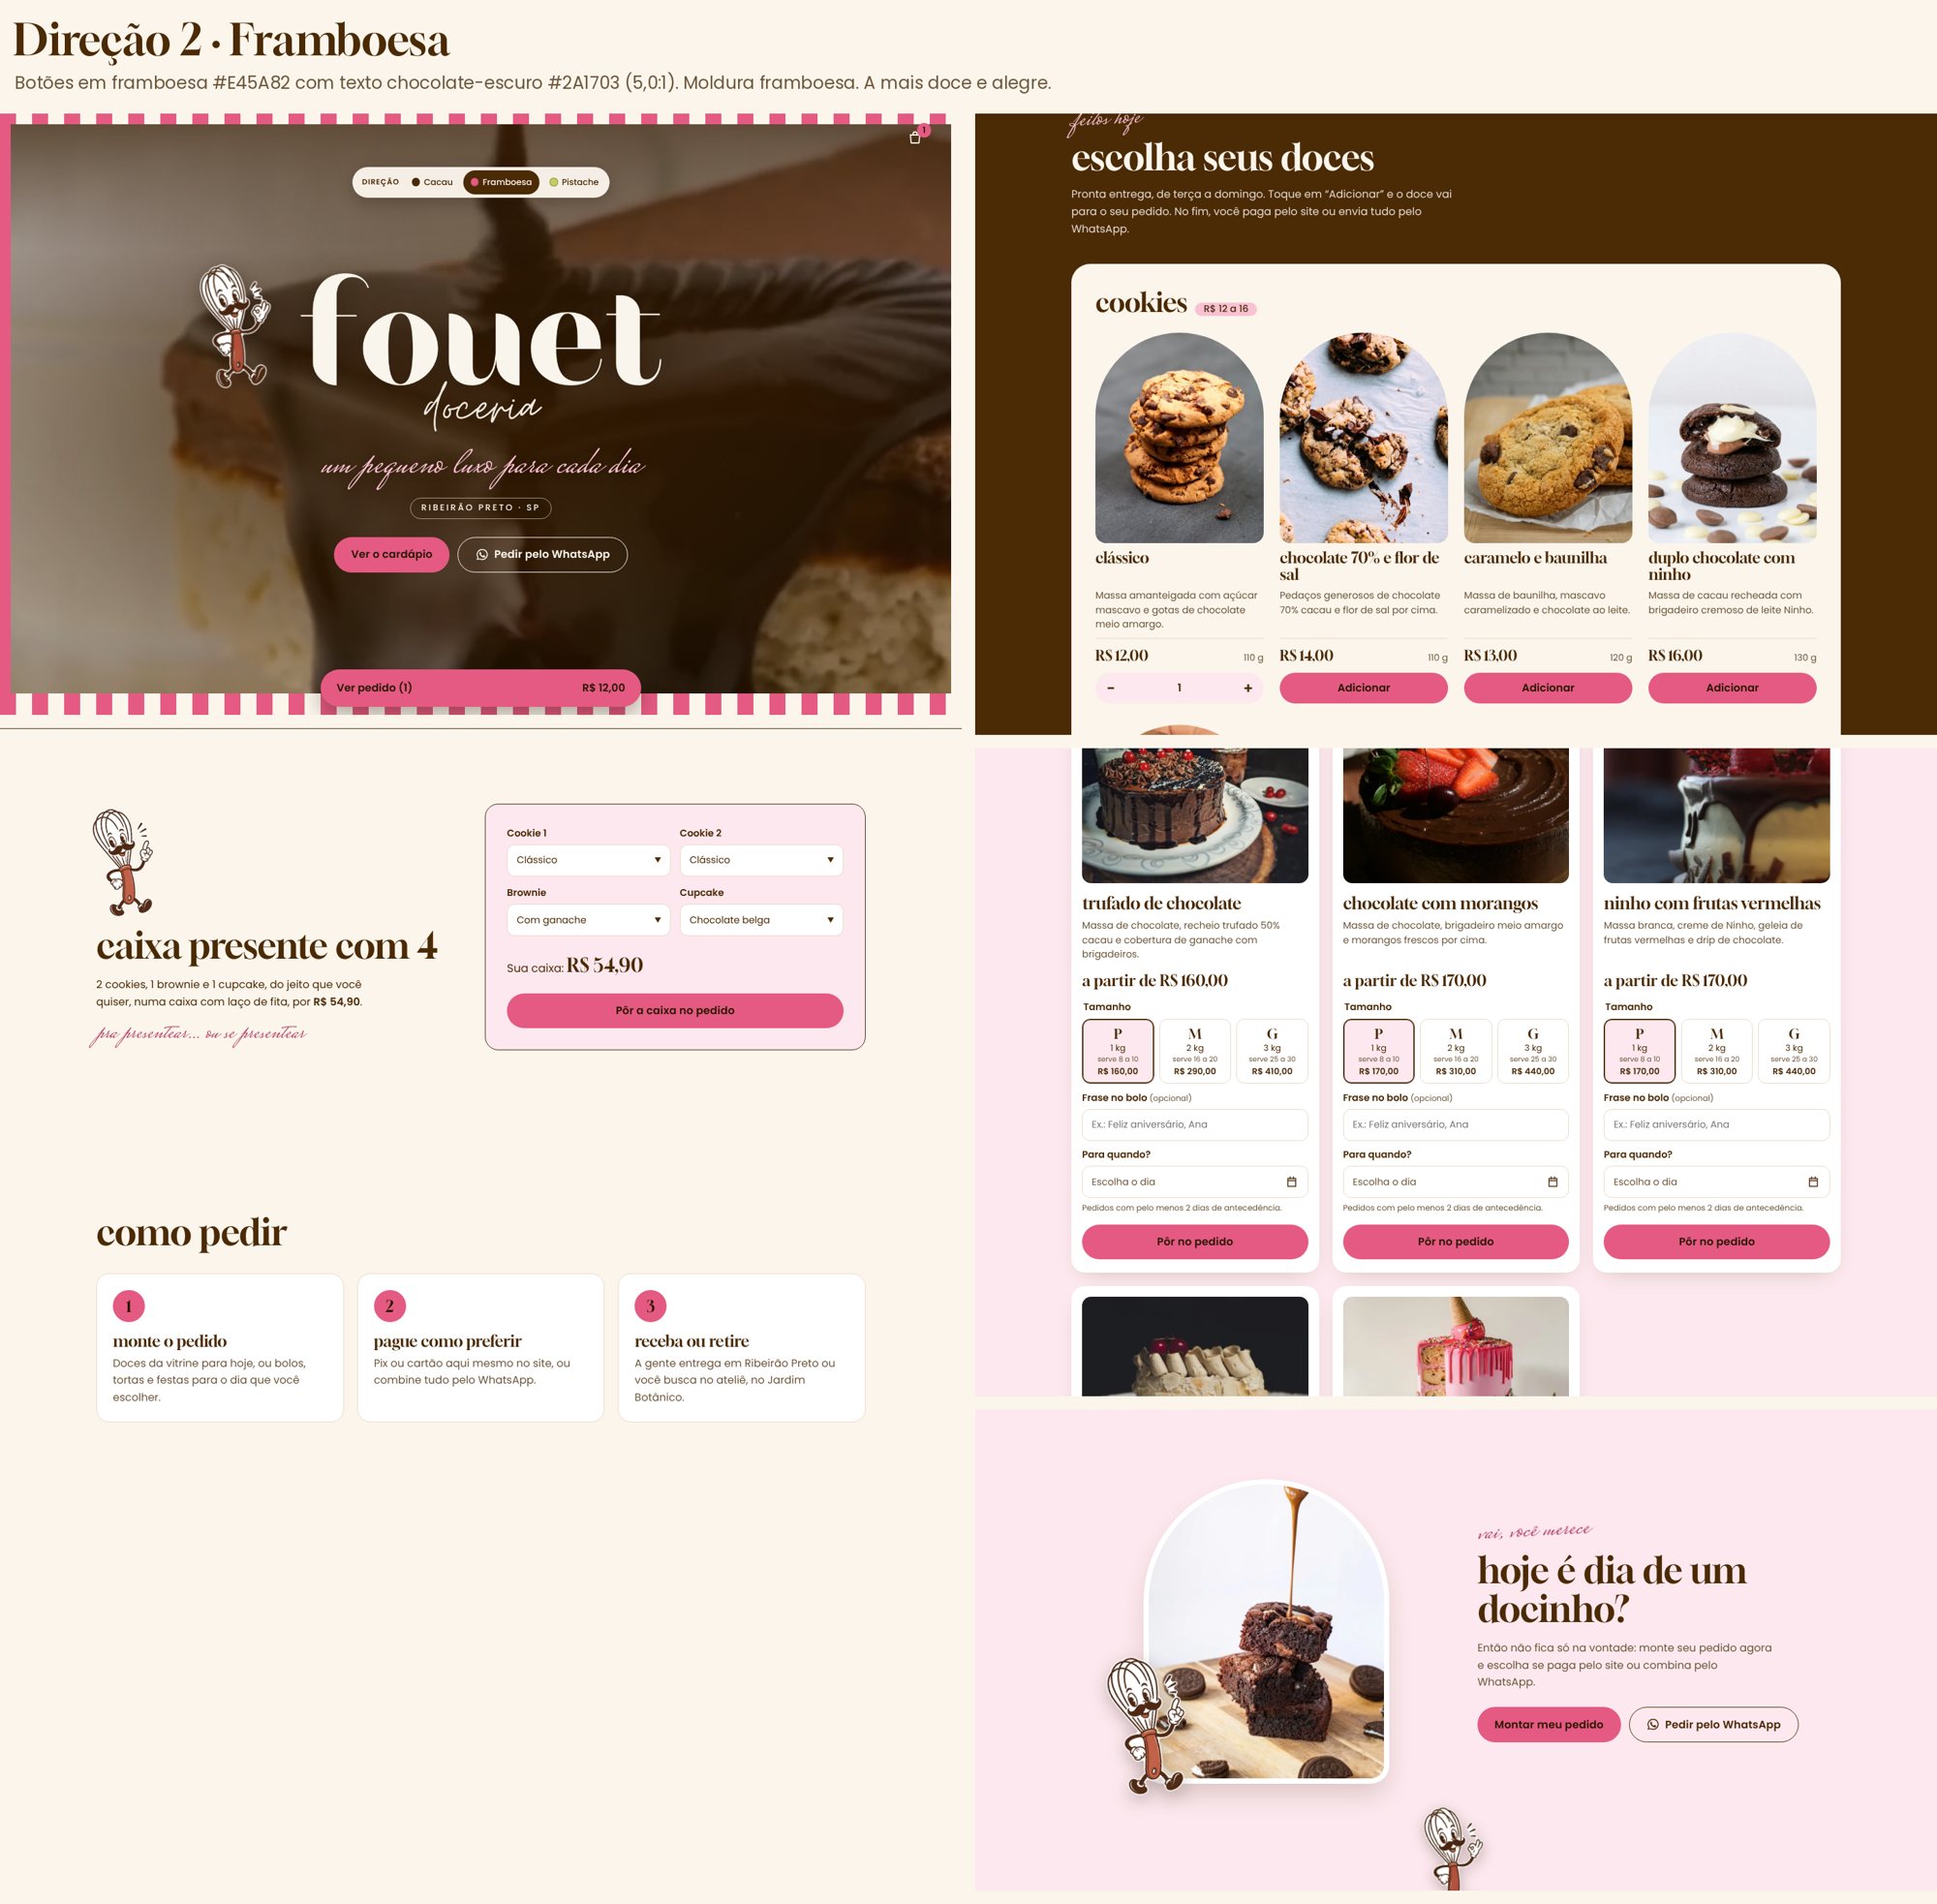 Direção 2 · Framboesa
Botões em framboesa #E45A82 com texto chocolate-escuro #2A1703 (5,0:1). Moldura framboesa. A mais doce e alegre.
1
DIREÇÃO Cacau Framboesa Pistache
fouet
doceria
um pequeno luxo para cada dia
RIBEIRÃO PRETO · SP
Ver o cardápio
Pedir pelo WhatsApp
Ver pedido (1) R$ 12,00
feitos hoje
escolha seus doces
Pronta entrega, de terça a domingo. Toque em “Adicionar” e o doce vai
para o seu pedido. No fim, você paga pelo site ou envia tudo pelo
WhatsApp.
cookies R$ 12 a 16
clássico
Massa amanteigada com açúcar
mascavo e gotas de chocolate
meio amargo.
R$ 12,00 110 g
− 1 +
chocolate 70% e flor de
sal
Pedaços generosos de chocolate
70% cacau e flor de sal por cima.
R$ 14,00 110 g
Adicionar
caramelo e baunilha
Massa de baunilha, mascavo
caramelizado e chocolate ao leite.
R$ 13,00 120 g
Adicionar
duplo chocolate com
ninho
Massa de cacau recheada com
brigadeiro cremoso de leite Ninho.
R$ 16,00 130 g
Adicionar
caixa presente com 4
2 cookies, 1 brownie e 1 cupcake, do jeito que você
quiser, numa caixa com laço de fita, por R$ 54,90.
pra presentear... ou se presentear
Cookie 1 Cookie 2
Clássico Clássico
Brownie Cupcake
Com ganache Chocolate belga
Sua caixa: R$ 54,90
Pôr a caixa no pedido
como pedir
1
monte o pedido
Doces da vitrine para hoje, ou bolos,
tortas e festas para o dia que você
escolher.
2
pague como preferir
Pix ou cartão aqui mesmo no site, ou
combine tudo pelo WhatsApp.
3
receba ou retire
A gente entrega em Ribeirão Preto ou
você busca no ateliê, no Jardim
Botânico.
trufado de chocolate
Massa de chocolate, recheio trufado 50%
cacau e cobertura de ganache com
brigadeiros.
a partir de R$ 160,00
Tamanho
P M G
1 kg 2 kg 3 kg
serve 8 a 10 serve 16 a 20 serve 25 a 30
R$ 160,00 R$ 290,00 R$ 410,00
Frase no bolo (opcional)
Ex.: Feliz aniversário, Ana
Para quando?
Escolha o dia
Pedidos com pelo menos 2 dias de antecedência.
Pôr no pedido
chocolate com morangos
Massa de chocolate, brigadeiro meio amargo
e morangos frescos por cima.
a partir de R$ 170,00
Tamanho
P M G
1 kg 2 kg 3 kg
serve 8 a 10 serve 16 a 20 serve 25 a 30
R$ 170,00 R$ 310,00 R$ 440,00
Frase no bolo (opcional)
Ex.: Feliz aniversário, Ana
Para quando?
Escolha o dia
Pedidos com pelo menos 2 dias de antecedência.
Pôr no pedido
ninho com frutas vermelhas
Massa branca, creme de Ninho, geleia de
frutas vermelhas e drip de chocolate.
a partir de R$ 170,00
Tamanho
P M G
1 kg 2 kg 3 kg
serve 8 a 10 serve 16 a 20 serve 25 a 30
R$ 170,00 R$ 310,00 R$ 440,00
Frase no bolo (opcional)
Ex.: Feliz aniversário, Ana
Para quando?
Escolha o dia
Pedidos com pelo menos 2 dias de antecedência.
Pôr no pedido
vai, você merece
hoje é dia de um
docinho?
Então não fica só na vontade: monte seu pedido agora
e escolha se paga pelo site ou combina pelo
WhatsApp.
Montar meu pedido
Pedir pelo WhatsApp